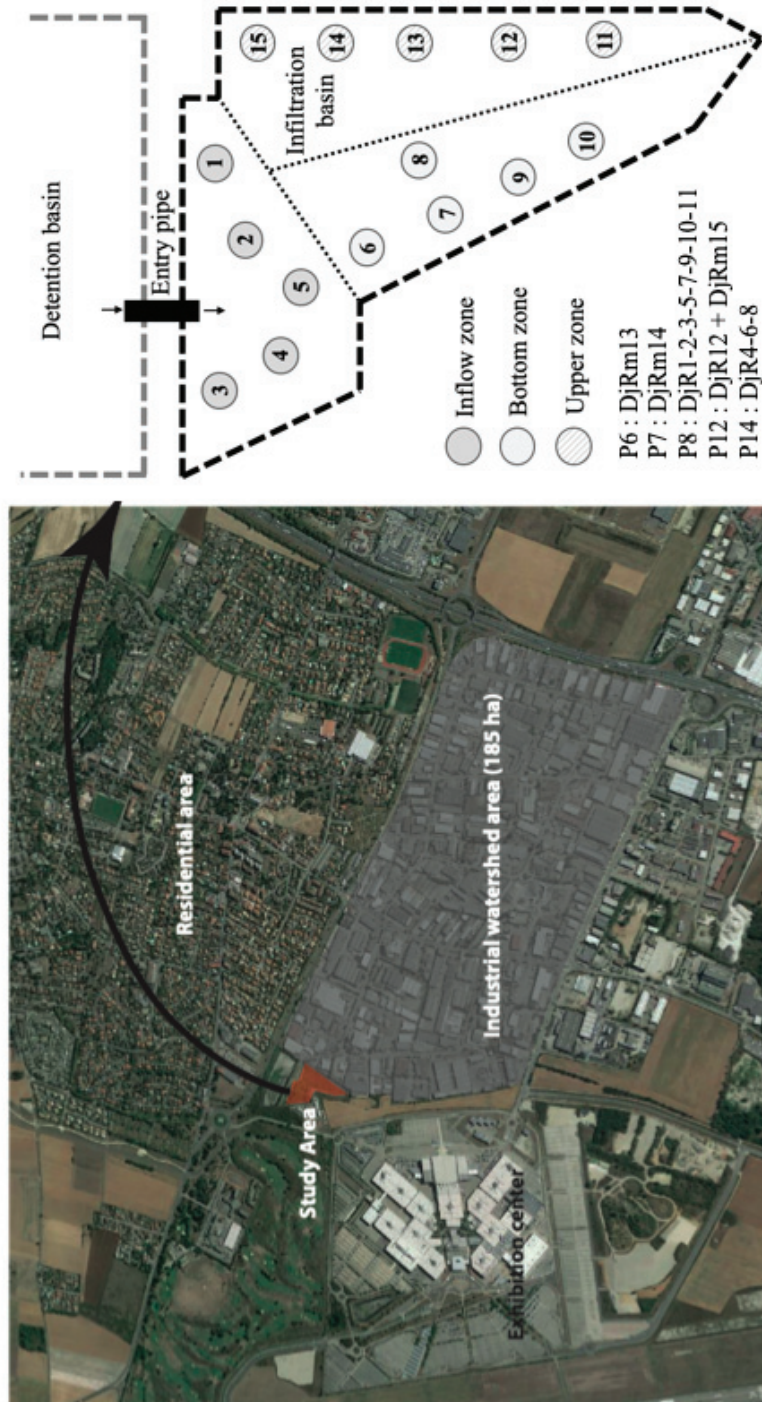 Residential area
Study Area
Industrial watershed area (185 ha)
Exhibition center
Detention basin
Entry pipe
Infiltration
basin
1
2
3
4
5
6
7
8
9
10
11
12
13
14
15
Inflow zone
Bottom zone
Upper zone
P6 : DjRm13
P7 : DjRm14
P8 : DjR1-2-3-5-7-9-10-11
P12 : DjR12 + DjRm15
P14 : DjR4-6-8